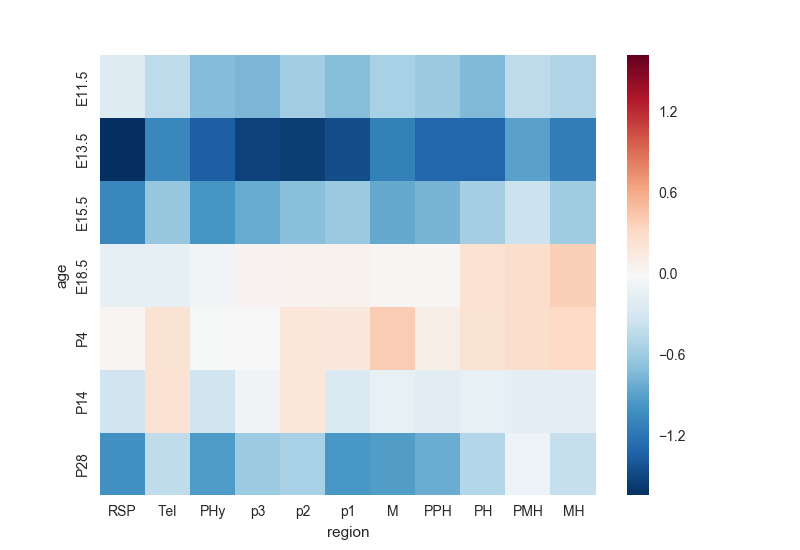 age
E11.5
E13.5
E15.5
E18.5
P4
P14
P28
RSP Tel PHy p3 p2 p1 M PPH PH PMH MH
region
1.2
0.6
0.0
−0.6
−1.2